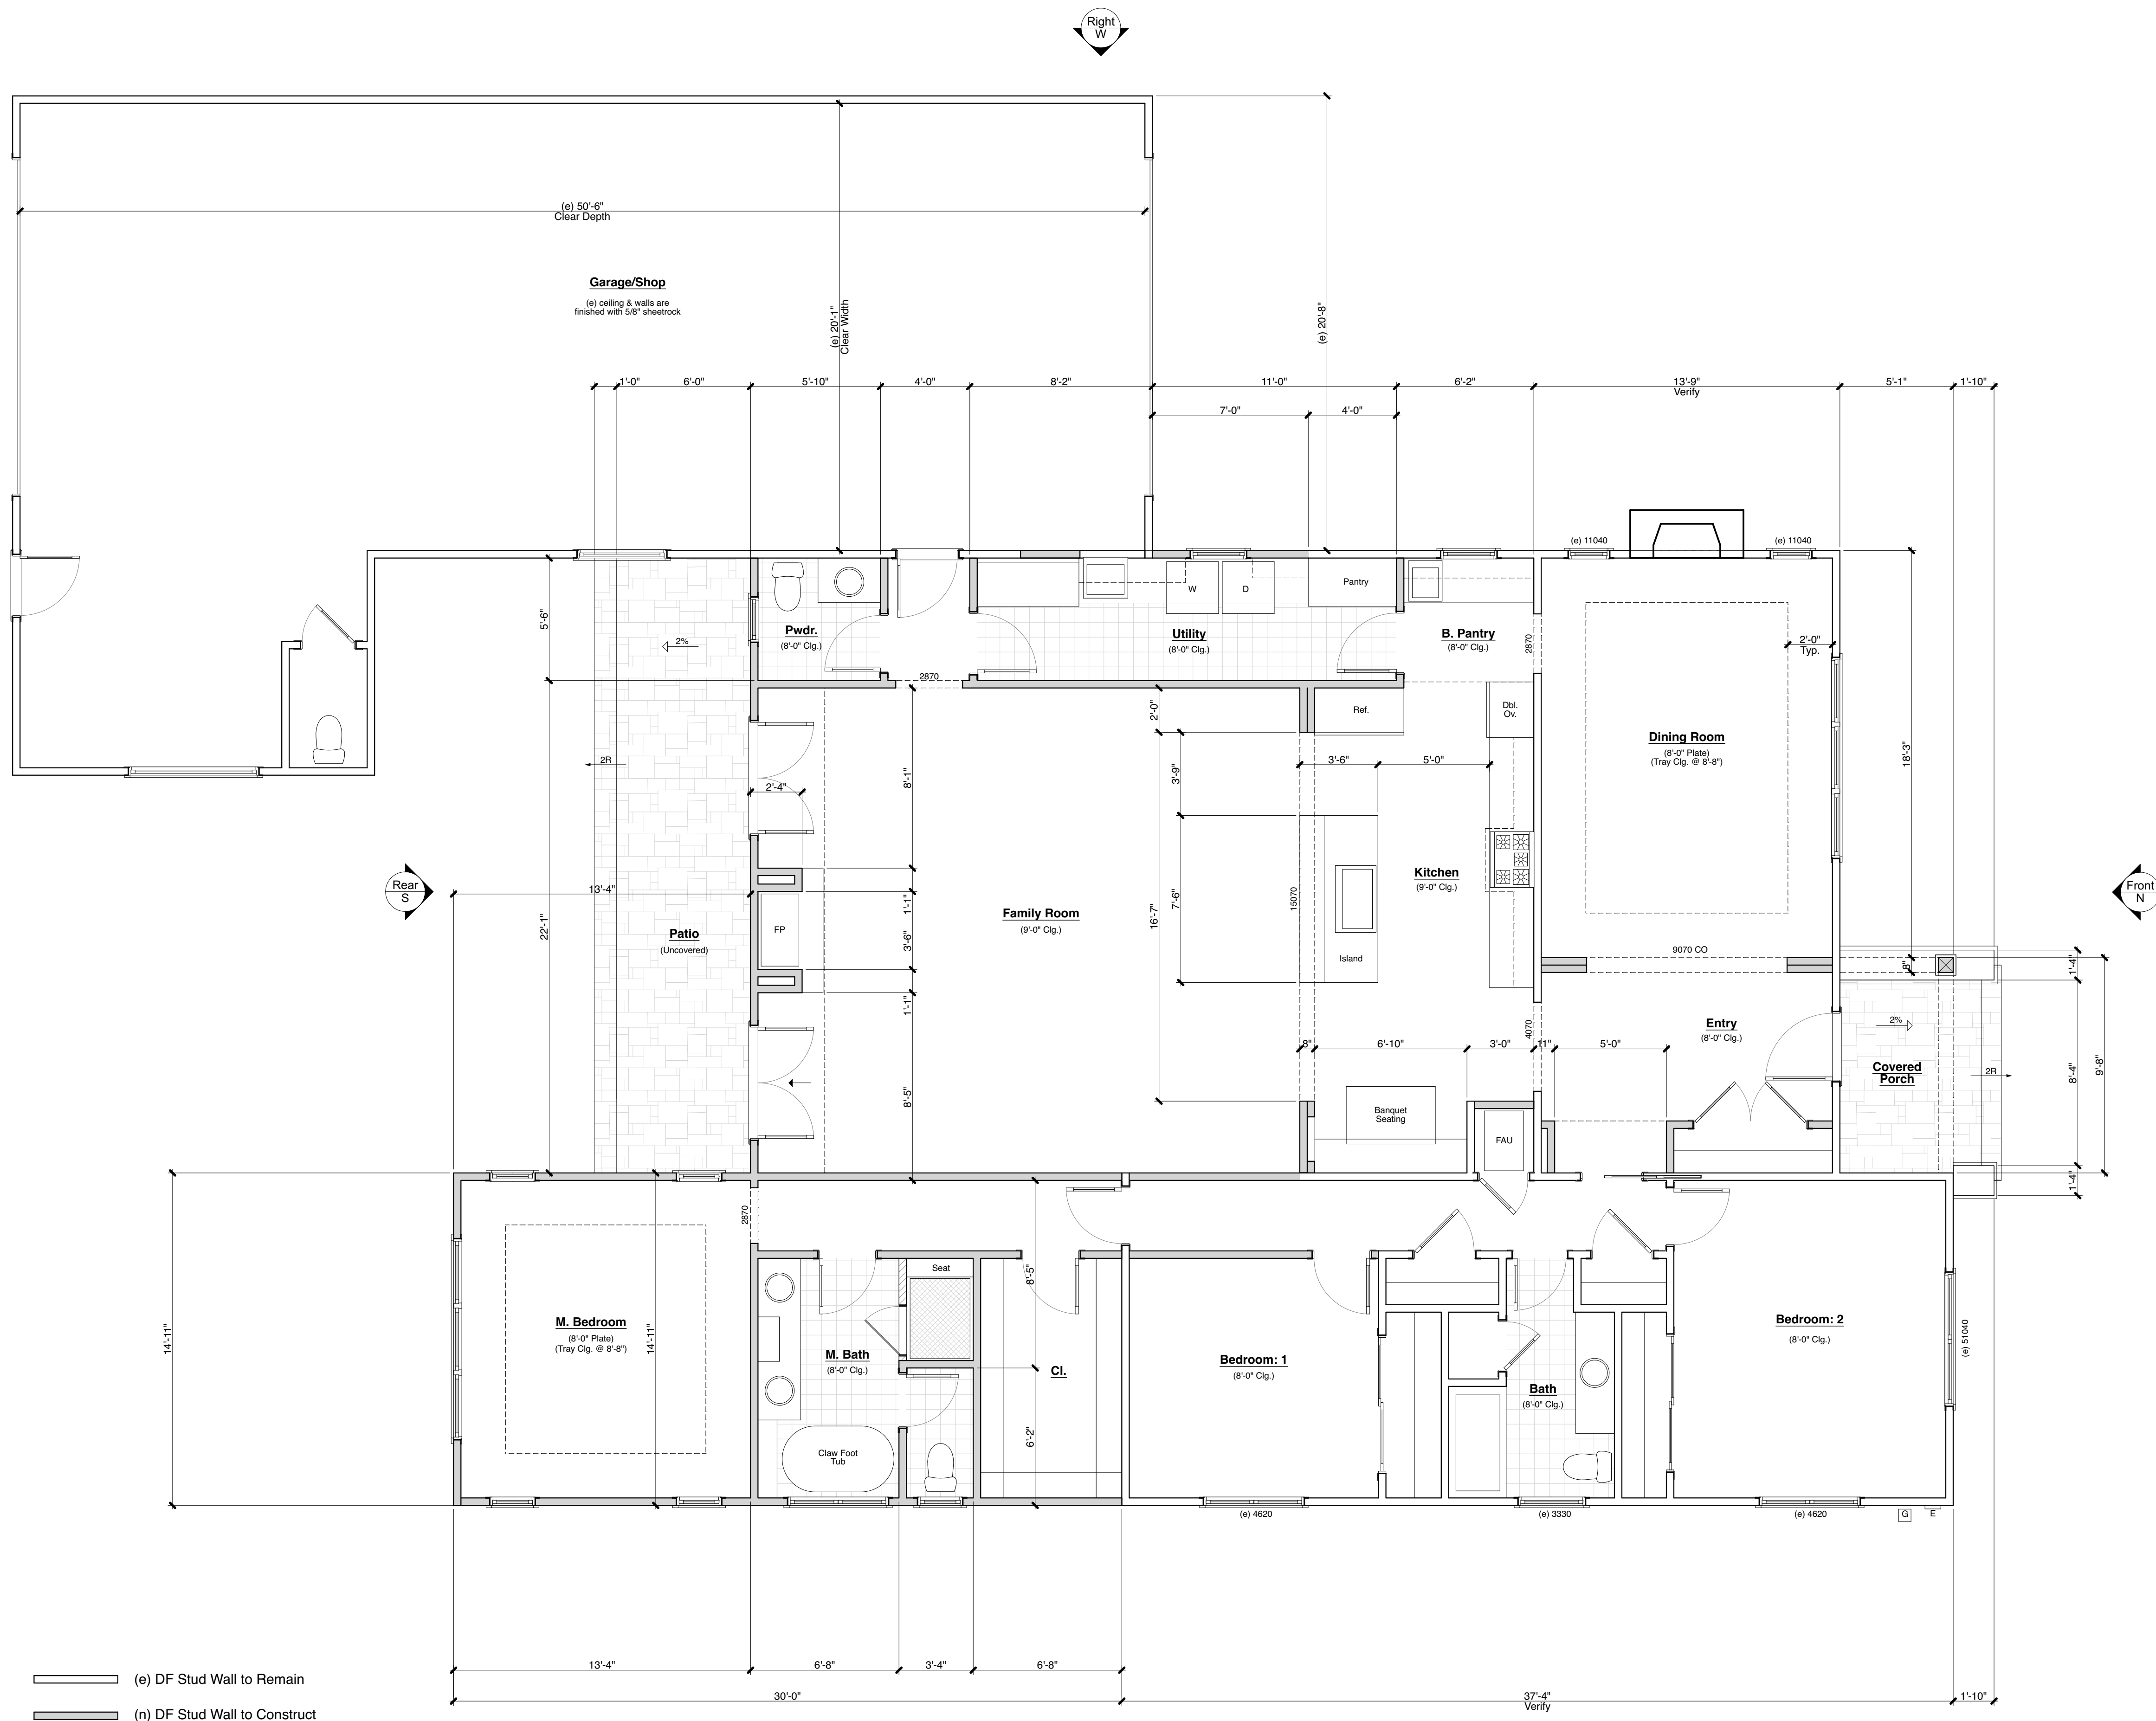 Right
W
(e) 50'-6"
Clear Depth
Garage/Shop
(e) ceiling & walls are
finished with 5/8" sheetrock
(e) 20'-1"
Clear Width
(e) 20'-8"
1'-0"
6'-0"
5'-10"
4'-0"
8'-2"
11'-0"
6'-2"
13'-9"
Verify
5'-1"
1'-10"
7'-0"
4'-0"
(e) 11040
(e) 11040
5'-6"
2%
Pwdr.
(8'-0" Clg.)
2870
W
D
Pantry
Utility
(8'-0" Clg.)
B. Pantry
(8'-0" Clg.)
2870
2'-0"
Typ.
Ref.
Dbl.
Ov.
Dining Room
(8'-0" Plate)
(Tray Clg. @ 8'-8")
18'-3"
2R
2'-4"
8'-1"
2'-0"
3'-9"
3'-6"
5'-0"
Rear
S
13'-4"
22'-1"
Patio
(Uncovered)
FP
1'-1"
3'-6"
1'-1"
8'-5"
Family Room
(9'-0" Clg.)
16'-7"
7'-6"
15070
Island
Kitchen
(9'-0" Clg.)
Front
N
9070 CO
8"
1'-4"
8'-4"
9'-8"
1'-4"
Entry
(8'-0" Clg.)
4070
8"
6'-10"
3'-0"
11"
5'-0"
2%
Covered
Porch
2R
Banquet
Seating
FAU
14'-11"
14'-11"
2870
M. Bedroom
(8'-0" Plate)
(Tray Clg. @ 8'-8")
Seat
M. Bath
(8'-0" Clg.)
Claw Foot
Tub
8'-5"
6'-2"
Cl.
Bedroom: 1
(8'-0" Clg.)
Bath
(8'-0" Clg.)
Bedroom: 2
(8'-0" Clg.)
(e) 51040
(e) 4620
(e) 3330
(e) 4620
G
E
13'-4"
6'-8"
3'-4"
6'-8"
30'-0"
37'-4"
Verify
1'-10"
(e) DF Stud Wall to Remain
(n) DF Stud Wall to Construct